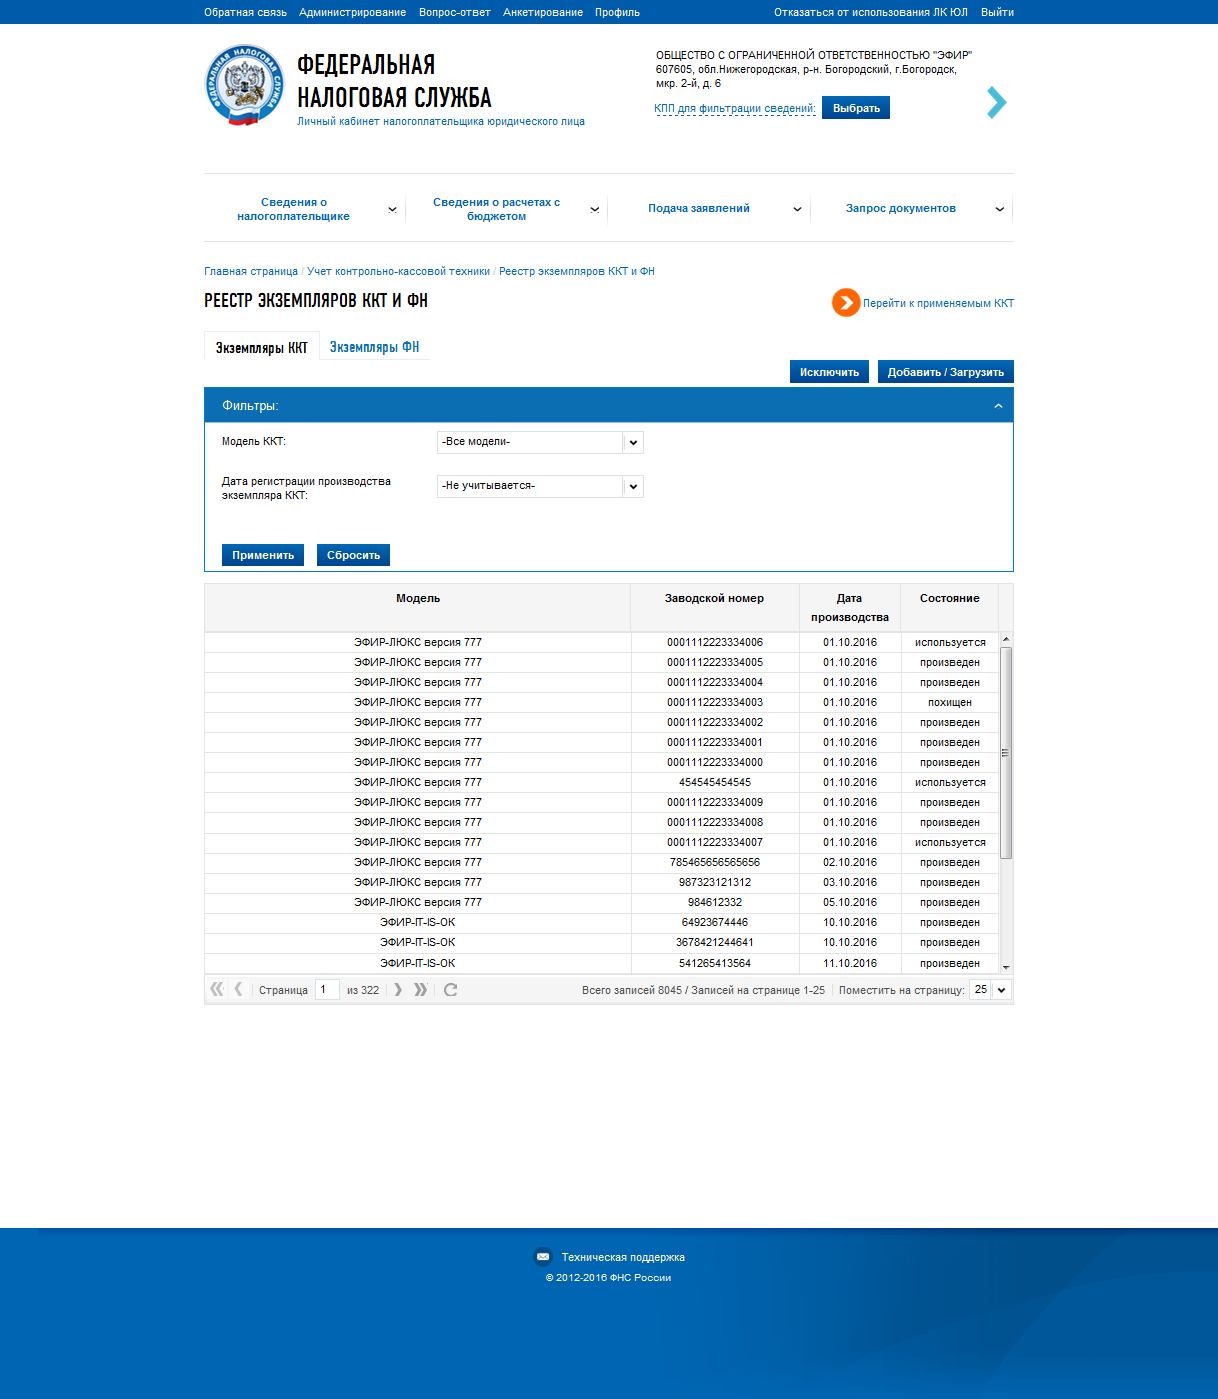 Обратная связь Администрирование Вопрос-ответ Анкетирование Профиль Отказаться от использования ЛК ЮЛ Выйти
ФЕДЕРАЛЬНАЯ НАЛОГОВАЯ СЛУЖБА
ФЕДЕРАЛЬНАЯ
НАЛОГОВАЯ СЛУЖБА
Личный кабинет налогоплательщика юридического лица
ОБЩЕСТВО С ОГРАНИЧЕННОЙ ОТВЕТСТВЕННОСТЬЮ "ЭФИР"
607605, обл.Нижегородская, р-н. Богородский, г.Богородск,
мкр. 2-й, д. 6
КПП для фильтрации сведений: Выбрать
Сведения о налогоплательщике Сведения о расчетах с бюджетом Подача заявлений Запрос документов
Главная страница / Учет контрольно-кассовой техники / Реестр экземпляров ККТ и ФН
РЕЕСТР ЭКЗЕМПЛЯРОВ ККТ И ФН
Перейти к применяемым ККТ
Экземпляры ККТ Экземпляры ФН
Исключить Добавить / Загрузить
Фильтры:
Модель ККТ: -Все модели-
Дата регистрации производства
экземпляра ККТ: -Не учитывается-
Применить Сбросить
Модель Заводской номер Дата производства Состояние
ЭФИР-ЛЮКС версия 777 0001112223334006 01.10.2016 используется
ЭФИР-ЛЮКС версия 777 0001112223334005 01.10.2016 произведен
ЭФИР-ЛЮКС версия 777 0001112223334004 01.10.2016 произведен
ЭФИР-ЛЮКС версия 777 0001112223334003 01.10.2016 похищен
ЭФИР-ЛЮКС версия 777 0001112223334002 01.10.2016 произведен
ЭФИР-ЛЮКС версия 777 0001112223334001 01.10.2016 произведен
ЭФИР-ЛЮКС версия 777 0001112223334000 01.10.2016 произведен
ЭФИР-ЛЮКС версия 777 454545454545 01.10.2016 используется
ЭФИР-ЛЮКС версия 777 0001112223334009 01.10.2016 произведен
ЭФИР-ЛЮКС версия 777 0001112223334008 01.10.2016 произведен
ЭФИР-ЛЮКС версия 777 0001112223334007 01.10.2016 используется
ЭФИР-ЛЮКС версия 777 785465656565656 02.10.2016 произведен
ЭФИР-ЛЮКС версия 777 987323121312 03.10.2016 произведен
ЭФИР-ЛЮКС версия 777 984612332 05.10.2016 произведен
ЭФИР-IT-IS-OK 64923674446 10.10.2016 произведен
ЭФИР-IT-IS-OK 3678421244641 10.10.2016 произведен
ЭФИР-IT-IS-OK 541265413564 11.10.2016 произведен
Страница 1 из 322 Всего записей 8045 / Записей на странице 1-25 Поместить на страницу: 25
Техническая поддержка
© 2012-2016 ФНС России